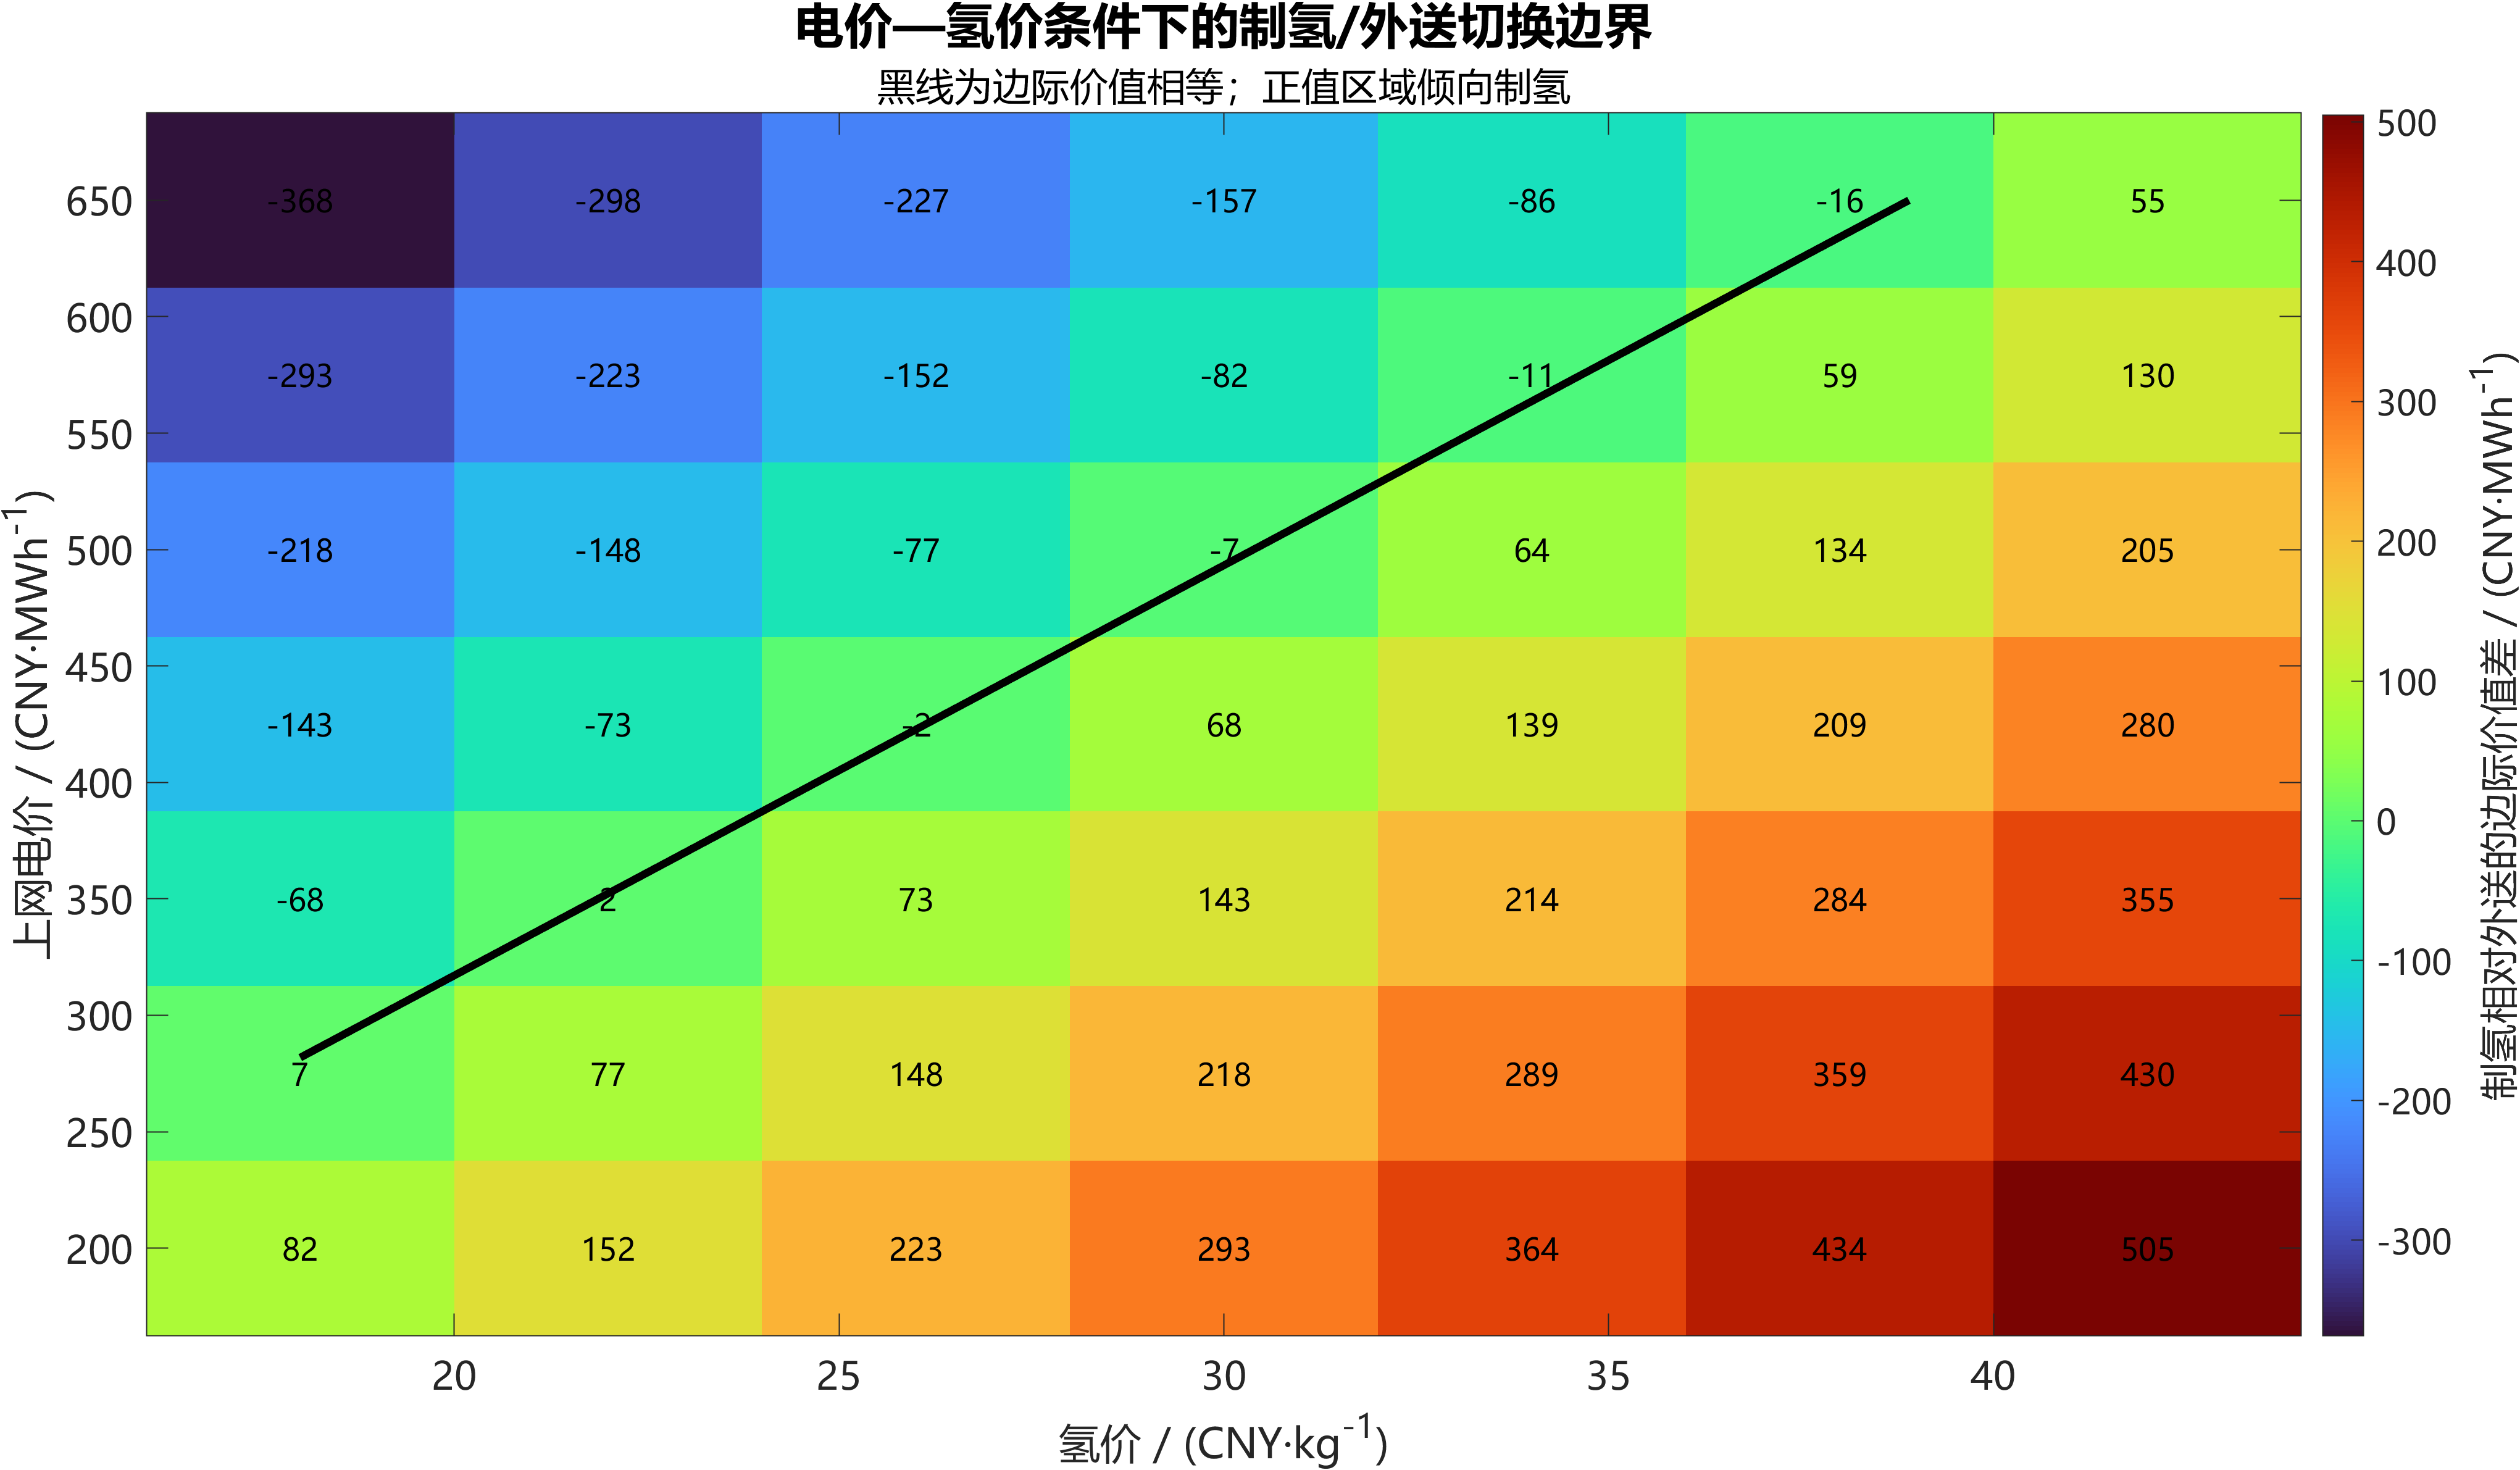 电价—氢价条件下的制氢/外送切换边界
黑线为边际价值相等；正值区域倾向制氢
上网电价 / (CNY·MWh⁻¹)
650 -368 -298 -227 -157 -86 -16 55
600
-293 -223 -152 -82 -11 59 130
550
500 -218 -148 -77 -7 64 134 205
450
-143 -73 -2 68 139 209 280
400
350 -68 2 73 143 214 284 355
300
7 77 148 218 289 359 430
250
200 82 152 223 293 364 434 505
20 25 30 35 40
氢价 / (CNY·kg⁻¹)
500
400
300
200
100
0
-100
-200
-300
制氢相对外送的边际价值差 / (CNY·MWh⁻¹)